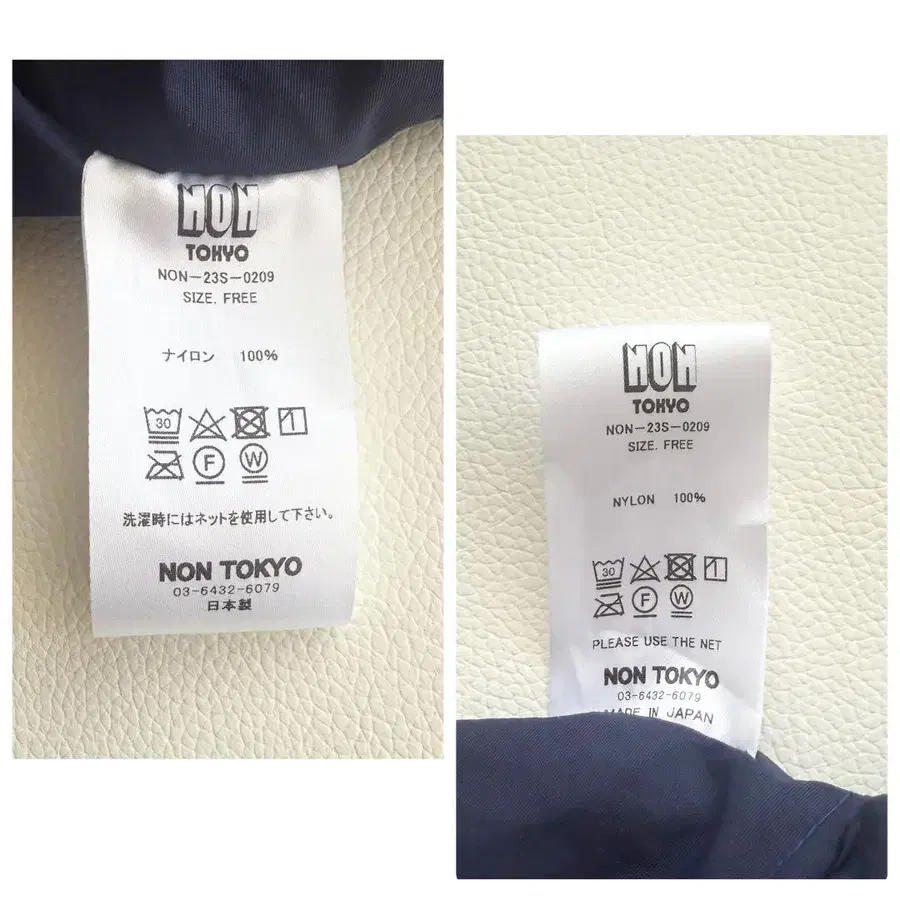 NON
TOKYO
NON-23S-0209
SIZE. FREE
ナイロン 100%
30
F W
洗濯時にはネットを使用して下さい。
NON TOKYO
03-6432-6079
日本製
NON
TOKYO
NON-23S-0209
SIZE. FREE
NYLON 100%
30
F W
PLEASE USE THE NET
NON TOKYO
03-6432-6079
MADE IN JAPAN